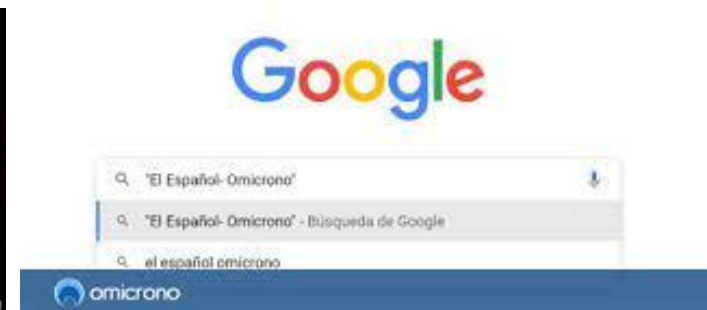 Google
"El Español- Omicrono"
"El Español- Omicrono" - Búsqueda de Google
el español omicrono
omicrono